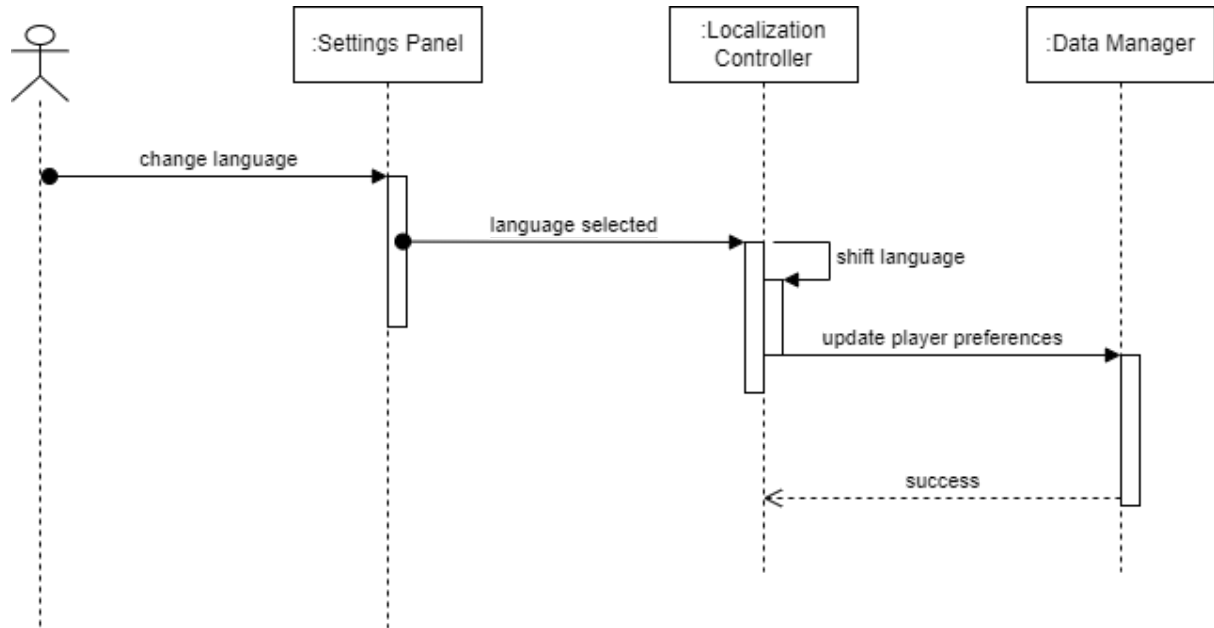 :Settings Panel
:Localization
Controller
:Data Manager
change language
language selected
shift language
update player preferences
success